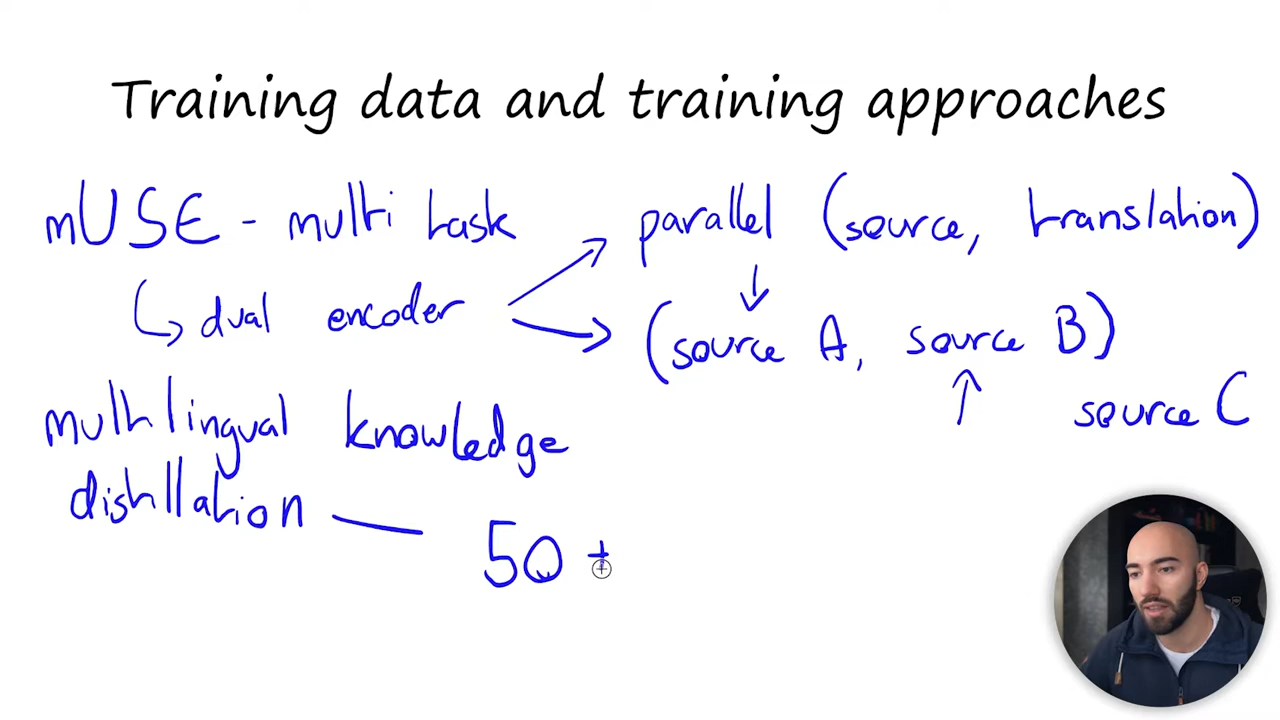 Training data and training approaches
mUSE - multi task
parallel (source, translation)
dual encoder
(source A, source B)
source C
multilingual knowledge
distillation — 50 +